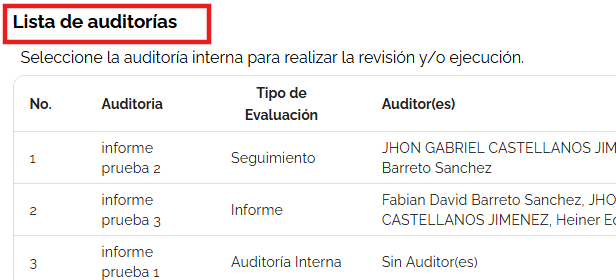 Lista de auditorías
Seleccione la auditoría interna para realizar la revisión y/o ejecución.
No. Auditoria Tipo de Evaluación Auditor(es)
1 informe prueba 2 Seguimiento JHON GABRIEL CASTELLANOS
Barreto Sanchez
2 informe prueba 3 Informe Fabian David Barreto Sanchez,
CASTELLANOS JIMENEZ, Heiner
3 informe prueba 1 Auditoría Interna Sin Auditor(es)